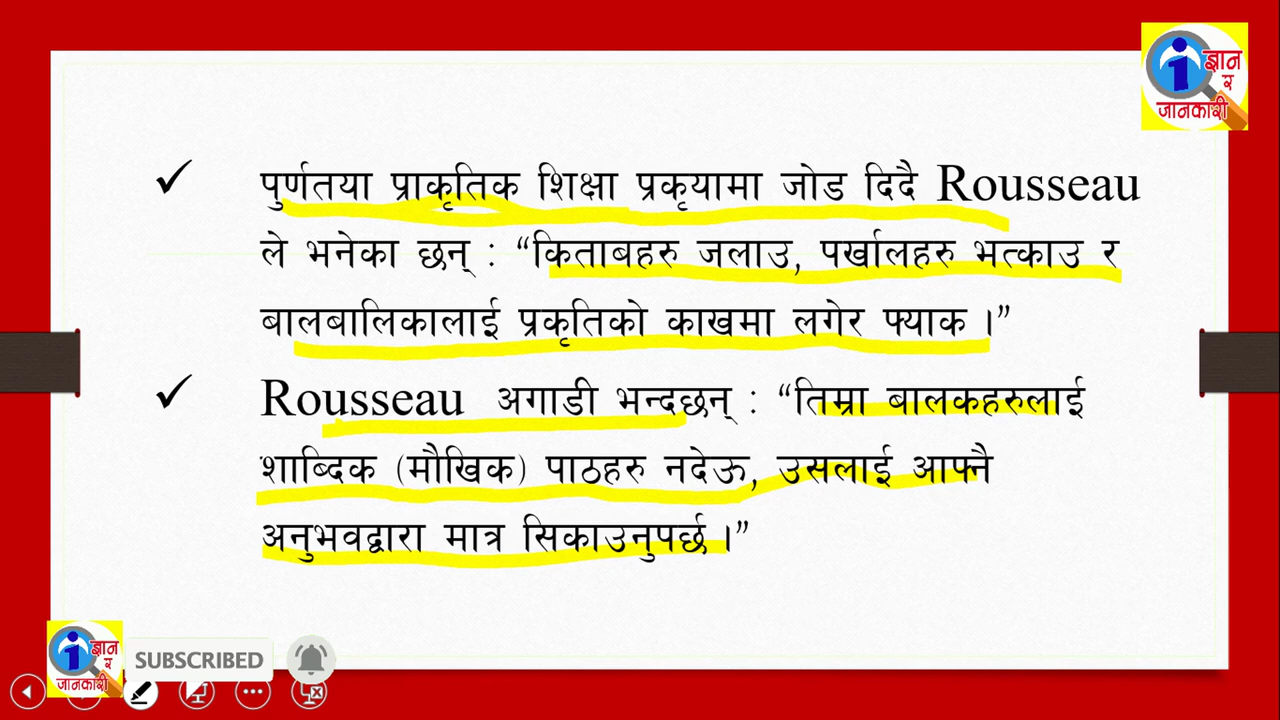 ज्ञान
र
जानकारी
✓ पुर्णतया प्राकृतिक शिक्षा प्रकृयामा जोड दिदै Rousseau
ले भनेका छन् : “किताबहरु जलाउ, पर्खालहरु भत्काउ र
बालबालिकालाई प्रकृतिको काखमा लगेर फ्याक ।”
✓ Rousseau अगाडी भन्दछन् : “तिम्रा बालकहरुलाई
शाब्दिक (मौखिक) पाठहरु नदेऊ, उसलाई आफ्नै
अनुभवद्वारा मात्र सिकाउनुपर्छ ।”
ज्ञान
र
जानकारी
SUBSCRIBED